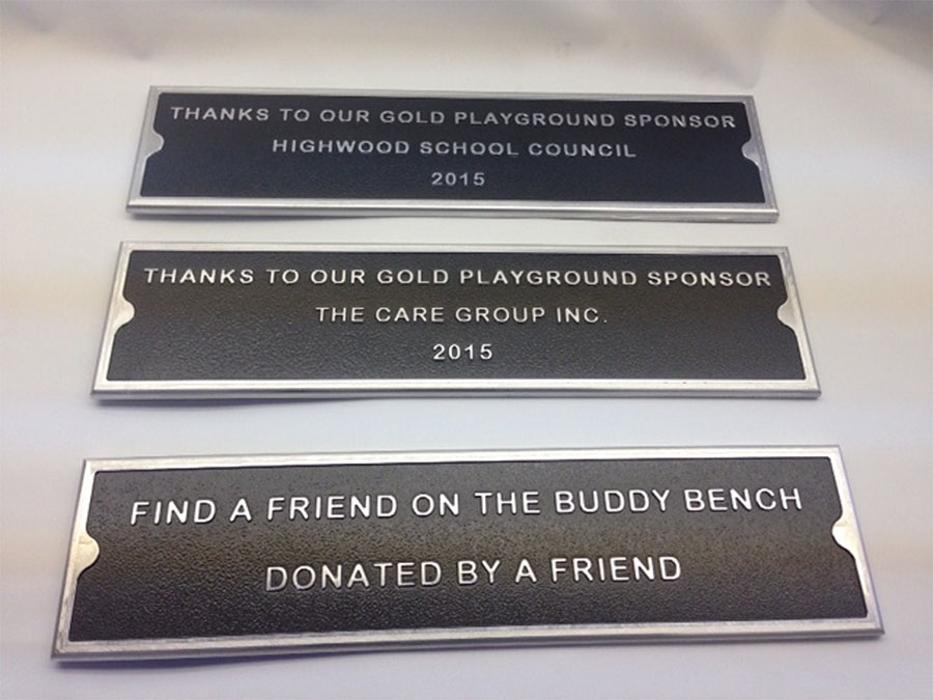 THANKS TO OUR GOLD PLAYGROUND SPONSOR
HIGHWOOD SCHOOL COUNCIL
2015
THANKS TO OUR GOLD PLAYGROUND SPONSOR
THE CARE GROUP INC.
2015
FIND A FRIEND ON THE BUDDY BENCH
DONATED BY A FRIEND